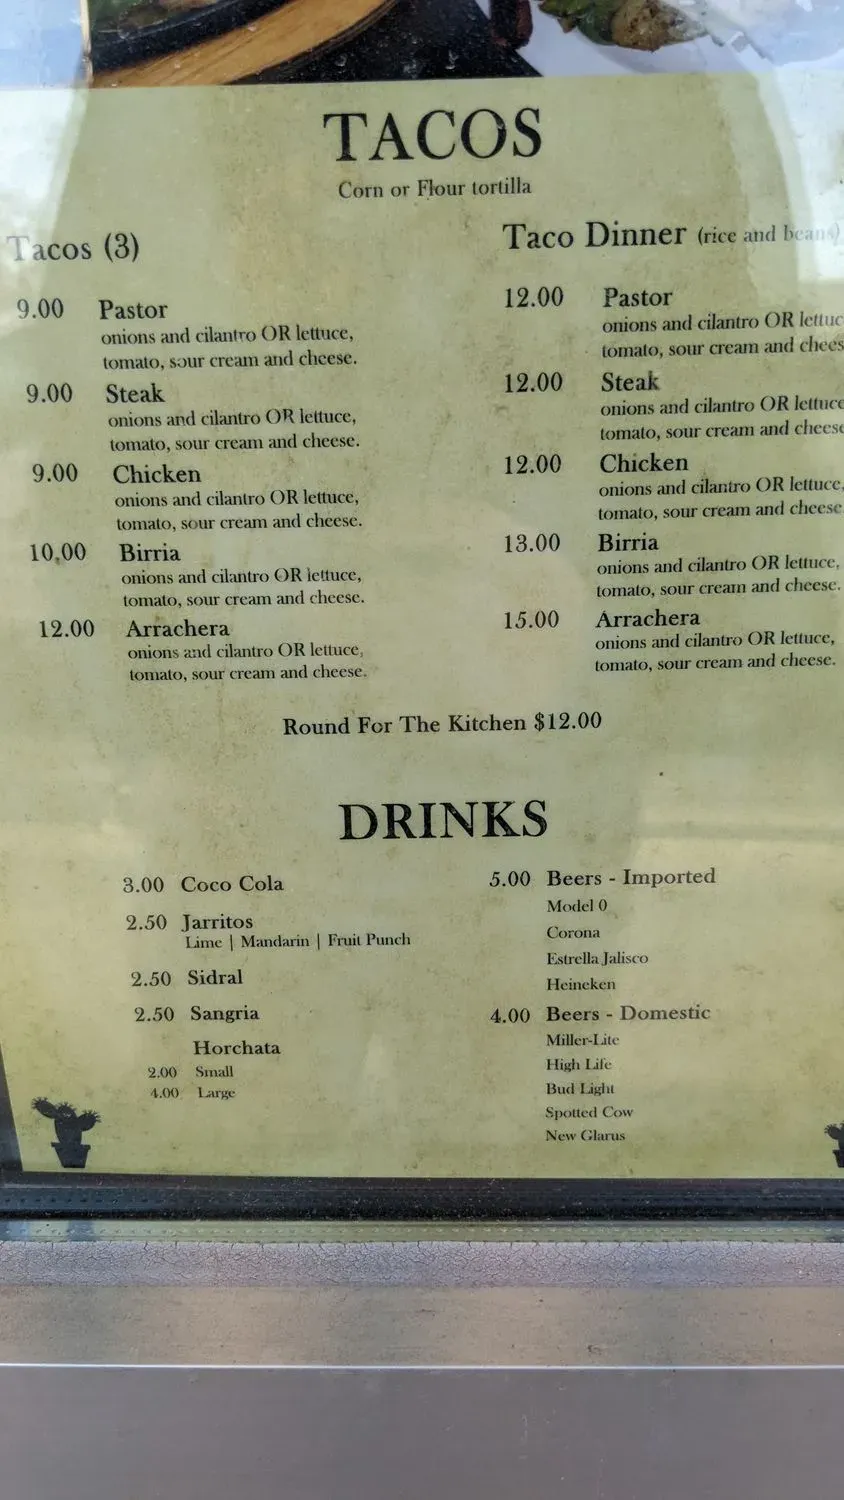 TACOS
Corn or Flour tortilla
Tacos (3)
9.00 Pastor
onions and cilantro OR lettuce,
tomato, sour cream and cheese.
9.00 Steak
onions and cilantro OR lettuce,
tomato, sour cream and cheese.
9.00 Chicken
onions and cilantro OR lettuce,
tomato, sour cream and cheese.
10.00 Birria
onions and cilantro OR lettuce,
tomato, sour cream and cheese.
12.00 Arrachera
onions and cilantro OR lettuce,
tomato, sour cream and cheese.
Taco Dinner (rice and beans)
12.00 Pastor
onions and cilantro OR lettuc
tomato, sour cream and chees
12.00 Steak
onions and cilantro OR lettuce
tomato, sour cream and cheese
12.00 Chicken
onions and cilantro OR lettuce,
tomato, sour cream and cheese
13.00 Birria
onions and cilantro OR lettuce,
tomato, sour cream and cheese.
15.00 Arrachera
onions and cilantro OR lettuce,
tomato, sour cream and cheese.
Round For The Kitchen $12.00
DRINKS
3.00 Coco Cola
2.50 Jarritos
Lime | Mandarin | Fruit Punch
2.50 Sidral
2.50 Sangria
Horchata
2.00 Small
4.00 Large
5.00 Beers - Imported
Model 0
Corona
Estrella Jalisco
Heineken
4.00 Beers - Domestic
Miller-Lite
High Life
Bud Light
Spotted Cow
New Glarus